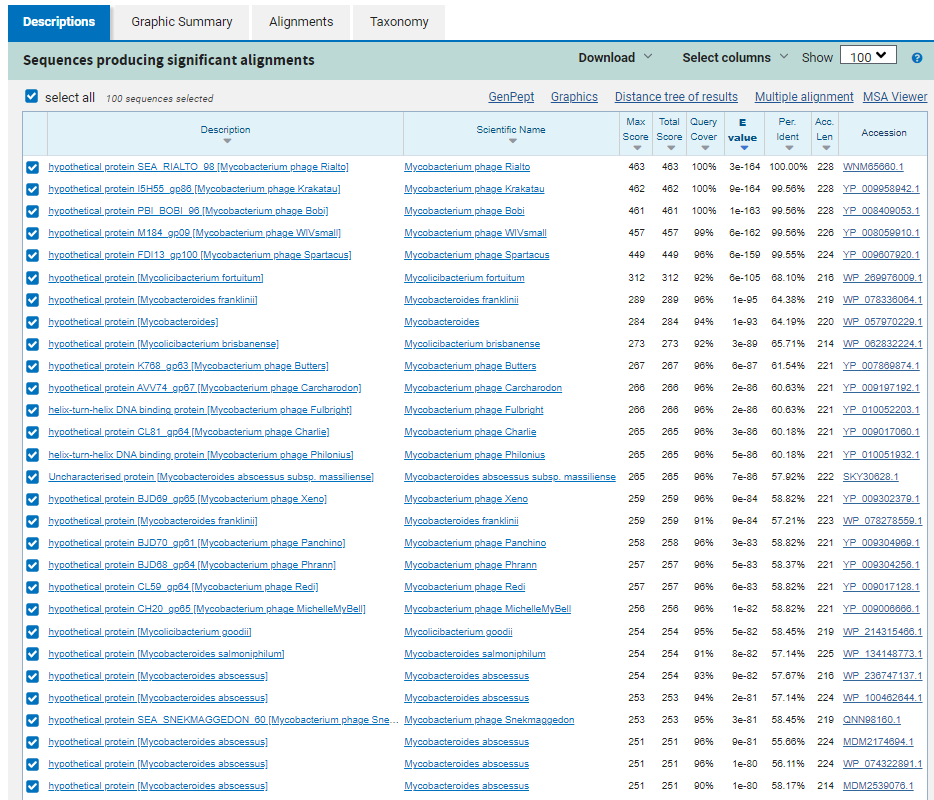 Descriptions Graphic Summary Alignments Taxonomy
Sequences producing significant alignments Download Select columns Show 100 ?
select all 100 sequences selected GenPept Graphics Distance tree of results Multiple alignment MSA Viewer
Description Scientific Name Max Score Total Score Query Cover E value Per. Ident Acc. Len Accession
hypothetical protein SEA_RIALTO_98 [Mycobacterium phage Rialto] Mycobacterium phage Rialto 463 463 100% 3e-164 100.00% 228 WNM65660.1
hypothetical protein I5H55_gp86 [Mycobacterium phage Krakatau] Mycobacterium phage Krakatau 462 462 100% 9e-164 99.56% 228 YP_009958942.1
hypothetical protein PBI_BOBI_96 [Mycobacterium phage Bobi] Mycobacterium phage Bobi 461 461 100% 1e-163 99.56% 228 YP_008409053.1
hypothetical protein M184_gp09 [Mycobacterium phage WIVsmall] Mycobacterium phage WIVsmall 457 457 99% 6e-162 99.56% 226 YP_008059910.1
hypothetical protein FDI13_gp100 [Mycobacterium phage Spartacus] Mycobacterium phage Spartacus 449 449 96% 6e-159 99.55% 224 YP_009607920.1
hypothetical protein [Mycolicibacterium fortuitum] Mycolicibacterium fortuitum 312 312 92% 6e-105 68.10% 216 WP_269976009.1
hypothetical protein [Mycobacteroides franklinii] Mycobacteroides franklinii 289 289 96% 1e-95 64.38% 219 WP_078336064.1
hypothetical protein [Mycobacteroides] Mycobacteroides 284 284 94% 1e-93 64.19% 220 WP_057970229.1
hypothetical protein [Mycolicibacterium brisbanense] Mycolicibacterium brisbanense 273 273 92% 3e-89 65.71% 214 WP_062832224.1
hypothetical protein K768_gp63 [Mycobacterium phage Butters] Mycobacterium phage Butters 267 267 96% 6e-87 61.54% 221 YP_007869874.1
hypothetical protein AVV74_gp67 [Mycobacterium phage Carcharodon] Mycobacterium phage Carcharodon 266 266 96% 2e-86 60.63% 221 YP_009197192.1
helix-turn-helix DNA binding protein [Mycobacterium phage Fulbright] Mycobacterium phage Fulbright 266 266 96% 2e-86 60.63% 221 YP_010052203.1
hypothetical protein CL81_gp64 [Mycobacterium phage Charlie] Mycobacterium phage Charlie 265 265 96% 3e-86 60.18% 221 YP_009017060.1
helix-turn-helix DNA binding protein [Mycobacterium phage Philonius] Mycobacterium phage Philonius 265 265 96% 5e-86 60.18% 221 YP_010051932.1
Uncharacterised protein [Mycobacteroides abscessus subsp. massiliense] Mycobacteroides abscessus subsp. massiliense 265 265 96% 7e-86 57.92% 222 SKY30628.1
hypothetical protein BJD69_gp65 [Mycobacterium phage Xeno] Mycobacterium phage Xeno 259 259 96% 9e-84 58.82% 221 YP_009302379.1
hypothetical protein [Mycobacteroides franklinii] Mycobacteroides franklinii 259 259 91% 9e-84 57.21% 223 WP_078278559.1
hypothetical protein BJD70_gp61 [Mycobacterium phage Panchino] Mycobacterium phage Panchino 258 258 96% 3e-83 58.82% 221 YP_009304969.1
hypothetical protein BJD68_gp64 [Mycobacterium phage Phrann] Mycobacterium phage Phrann 257 257 96% 5e-83 58.37% 221 YP_009304256.1
hypothetical protein CL59_gp64 [Mycobacterium phage Redi] Mycobacterium phage Redi 257 257 96% 6e-83 58.82% 221 YP_009017128.1
hypothetical protein CH20_gp65 [Mycobacterium phage MichelleMyBell] Mycobacterium phage MichelleMyBell 256 256 96% 1e-82 58.82% 221 YP_009006666.1
hypothetical protein [Mycolicibacterium goodii] Mycolicibacterium goodii 254 254 95% 5e-82 58.45% 219 WP_214315466.1
hypothetical protein [Mycobacteroides salmoniphilum] Mycobacteroides salmoniphilum 254 254 91% 8e-82 57.14% 225 WP_134148773.1
hypothetical protein [Mycobacteroides abscessus] Mycobacteroides abscessus 254 254 93% 9e-82 57.67% 216 WP_236747137.1
hypothetical protein [Mycobacteroides abscessus] Mycobacteroides abscessus 253 253 94% 2e-81 57.14% 224 WP_100462644.1
hypothetical protein SEA_SNEKMAGGEDON_60 [Mycobacterium phage Sne... Mycobacterium phage Snekmaggedon 253 253 95% 3e-81 58.45% 219 QNN98160.1
hypothetical protein [Mycobacteroides abscessus] Mycobacteroides abscessus 251 251 96% 9e-81 55.66% 224 MDM2174694.1
hypothetical protein [Mycobacteroides abscessus] Mycobacteroides abscessus 251 251 96% 1e-80 56.11% 224 WP_074322891.1
hypothetical protein [Mycobacteroides abscessus] Mycobacteroides abscessus 251 251 90% 1e-80 58.17% 214 MDM2539076.1